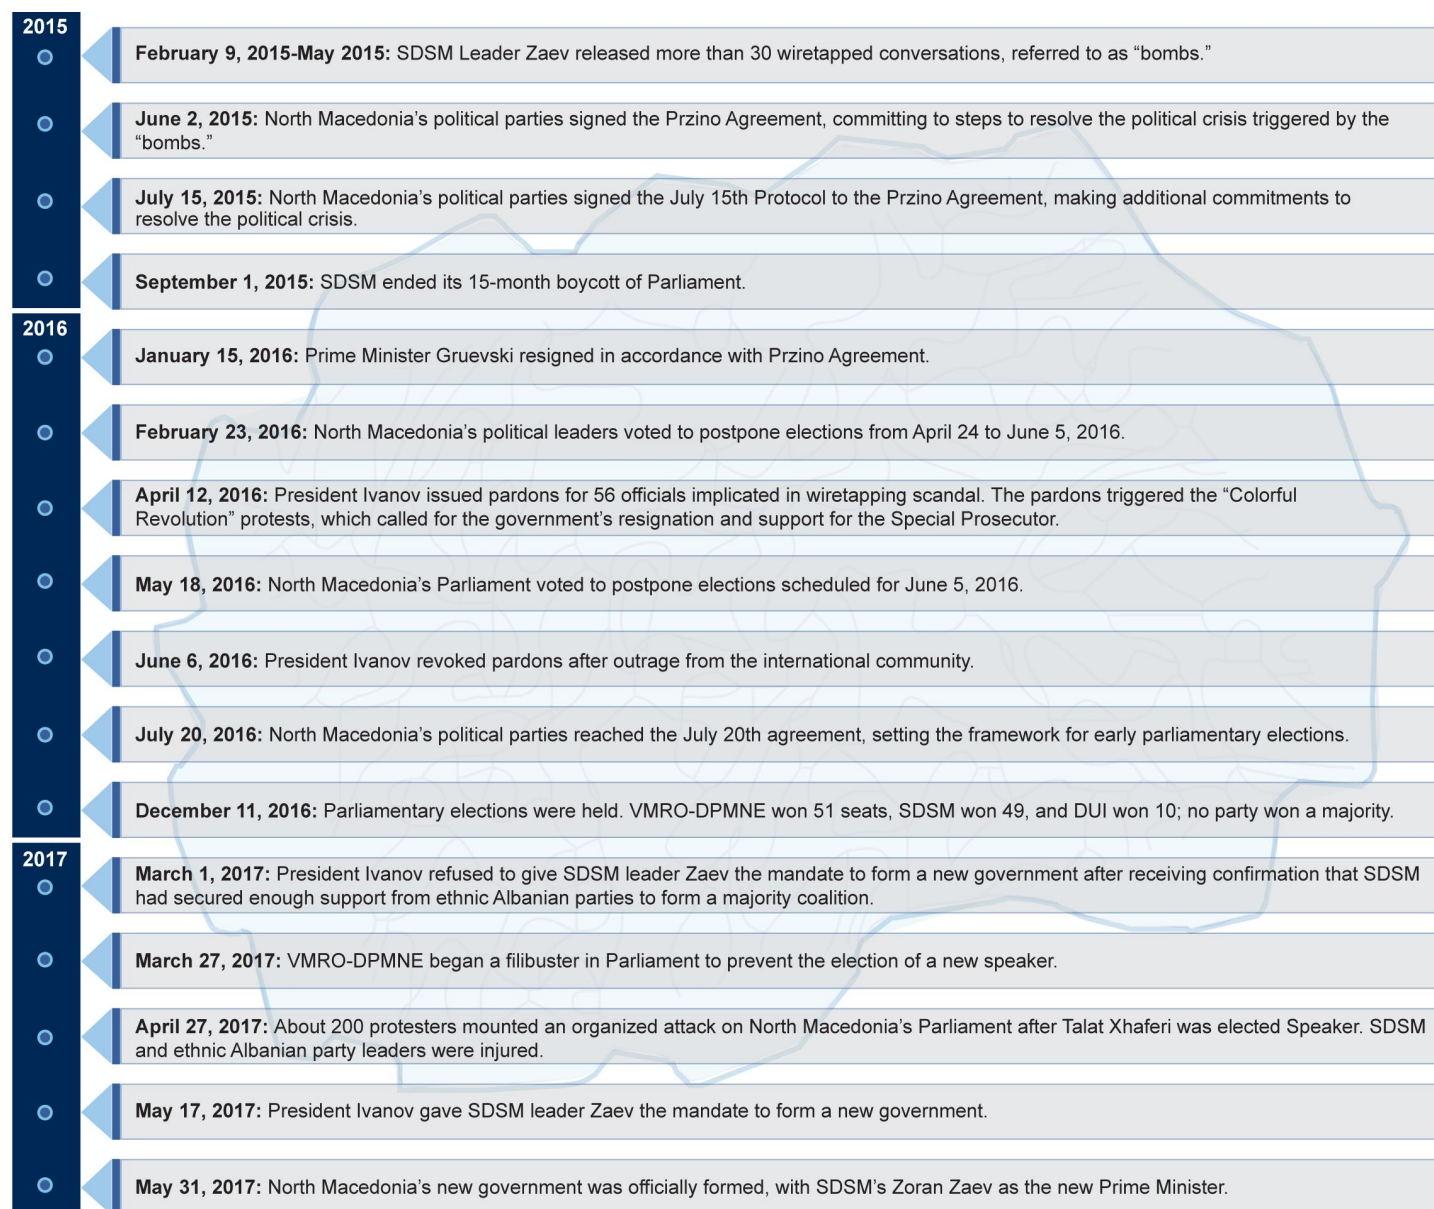 2015
February 9, 2015-May 2015: SDSM Leader Zaev released more than 30 wiretapped conversations, referred to as “bombs.”
June 2, 2015: North Macedonia’s political parties signed the Przino Agreement, committing to steps to resolve the political crisis triggered by the
“bombs.”
July 15, 2015: North Macedonia’s political parties signed the July 15th Protocol to the Przino Agreement, making additional commitments to
resolve the political crisis.
September 1, 2015: SDSM ended its 15-month boycott of Parliament.
2016
January 15, 2016: Prime Minister Gruevski resigned in accordance with Przino Agreement.
February 23, 2016: North Macedonia’s political leaders voted to postpone elections from April 24 to June 5, 2016.
April 12, 2016: President Ivanov issued pardons for 56 officials implicated in wiretapping scandal. The pardons triggered the “Colorful
Revolution” protests, which called for the government’s resignation and support for the Special Prosecutor.
May 18, 2016: North Macedonia’s Parliament voted to postpone elections scheduled for June 5, 2016.
June 6, 2016: President Ivanov revoked pardons after outrage from the international community.
July 20, 2016: North Macedonia’s political parties reached the July 20th agreement, setting the framework for early parliamentary elections.
December 11, 2016: Parliamentary elections were held. VMRO-DPMNE won 51 seats, SDSM won 49, and DUI won 10; no party won a majority.
2017
March 1, 2017: President Ivanov refused to give SDSM leader Zaev the mandate to form a new government after receiving confirmation that SDSM
had secured enough support from ethnic Albanian parties to form a majority coalition.
March 27, 2017: VMRO-DPMNE began a filibuster in Parliament to prevent the election of a new speaker.
April 27, 2017: About 200 protesters mounted an organized attack on North Macedonia’s Parliament after Talat Xhaferi was elected Speaker. SDSM
and ethnic Albanian party leaders were injured.
May 17, 2017: President Ivanov gave SDSM leader Zaev the mandate to form a new government.
May 31, 2017: North Macedonia’s new government was officially formed, with SDSM’s Zoran Zaev as the new Prime Minister.